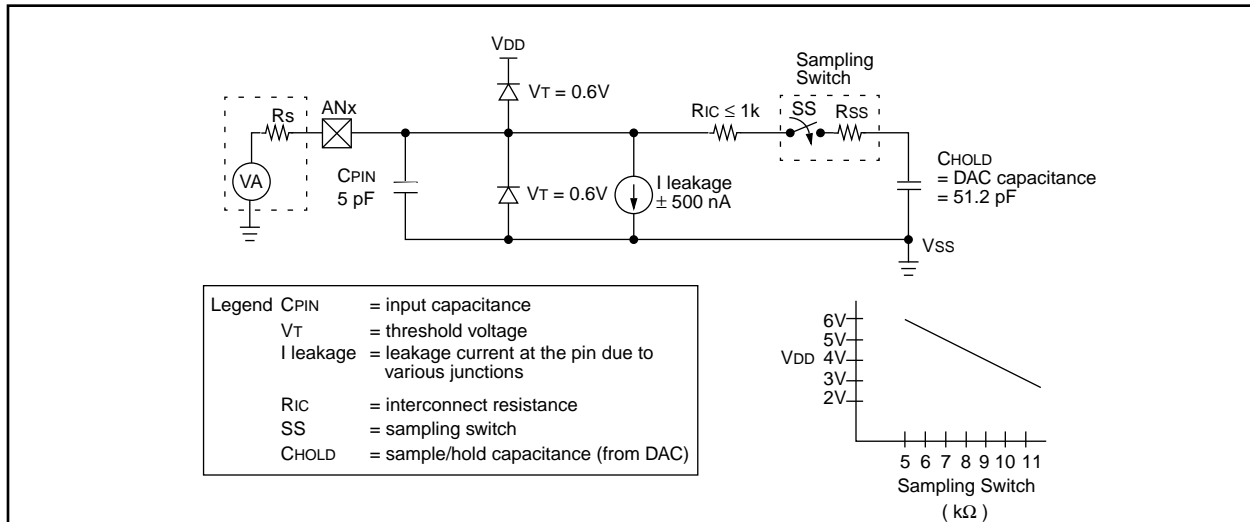 VDD
Sampling
Switch
VT = 0.6V
ANx
RIC ≤ 1k
SS
RSS
Rs
CPIN
5 pF
VA
VT = 0.6V
I leakage
± 500 nA
CHOLD
= DAC capacitance
= 51.2 pF
VSS
Legend CPIN = input capacitance
VT = threshold voltage
I leakage = leakage current at the pin due to
various junctions
RIC = interconnect resistance
SS = sampling switch
CHOLD = sample/hold capacitance (from DAC)
6V
5V
VDD
4V
3V
2V
5 6 7 8 9 10 11
Sampling Switch
( kΩ )